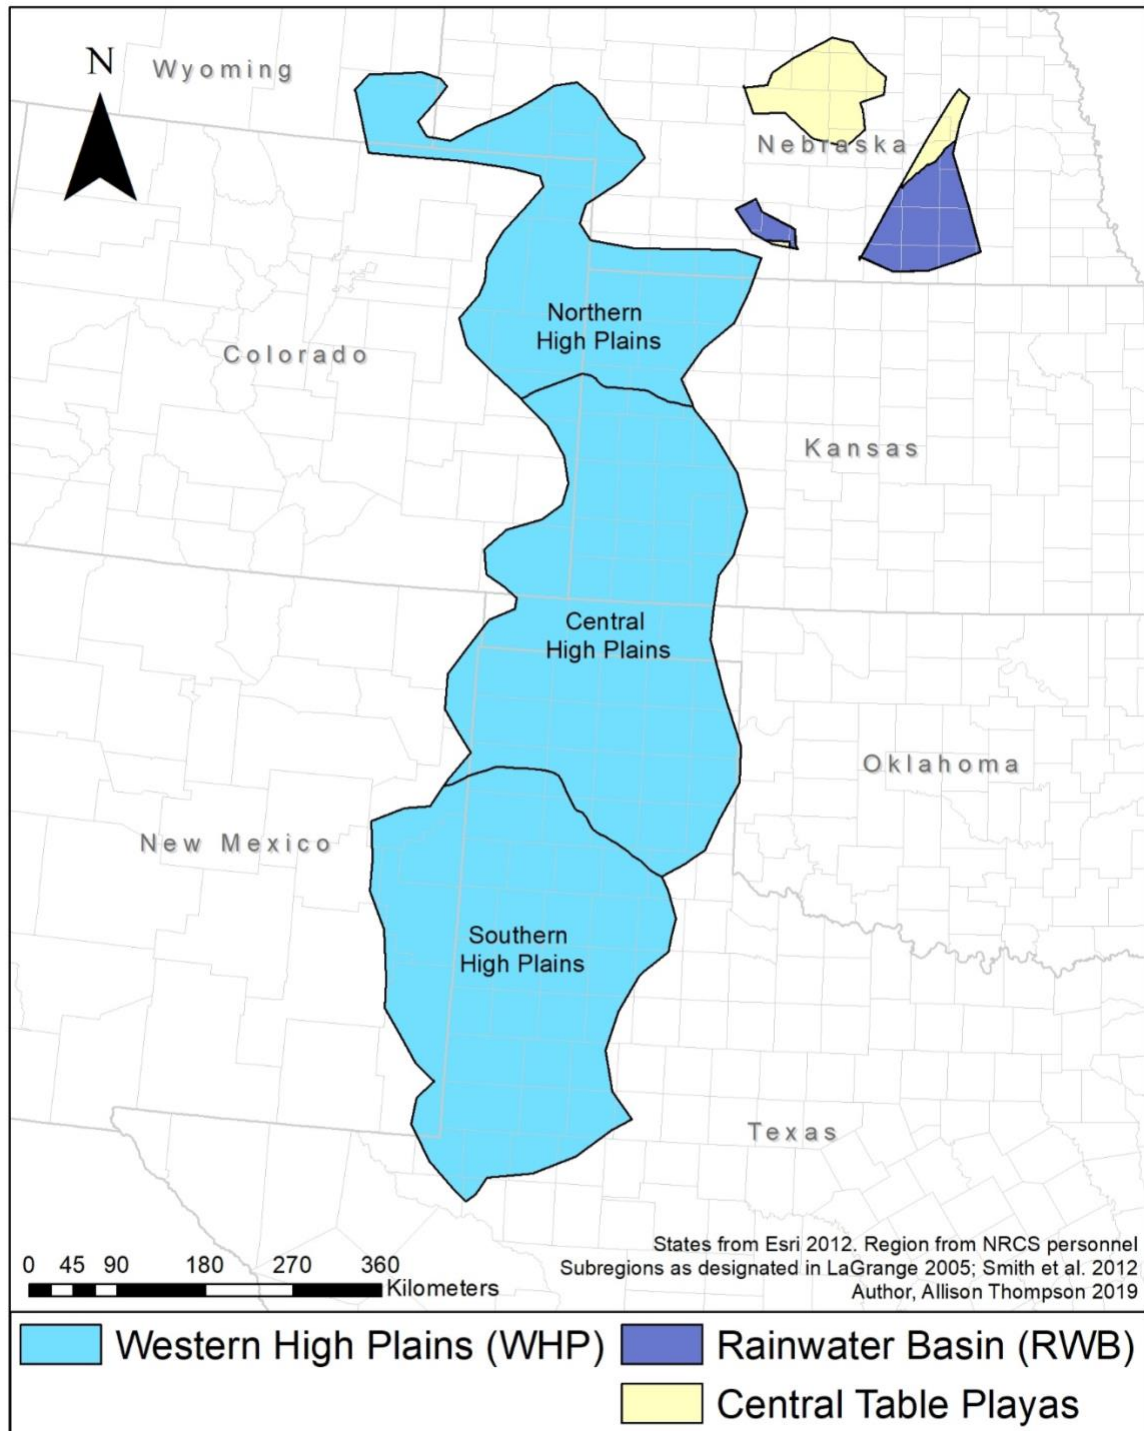 N
Wyoming
Nebraska
Northern
High Plains
Colorado
Kansas
Central
High Plains
Oklahoma
New Mexico
Southern
High Plains
Texas
States from Esri 2012. Region from NRCS personnel
Subregions as designated in LaGrange 2005; Smith et al. 2012
Author, Allison Thompson 2019
0 45 90 180 270 360
Kilometers
Western High Plains (WHP)
Rainwater Basin (RWB)
Central Table Playas